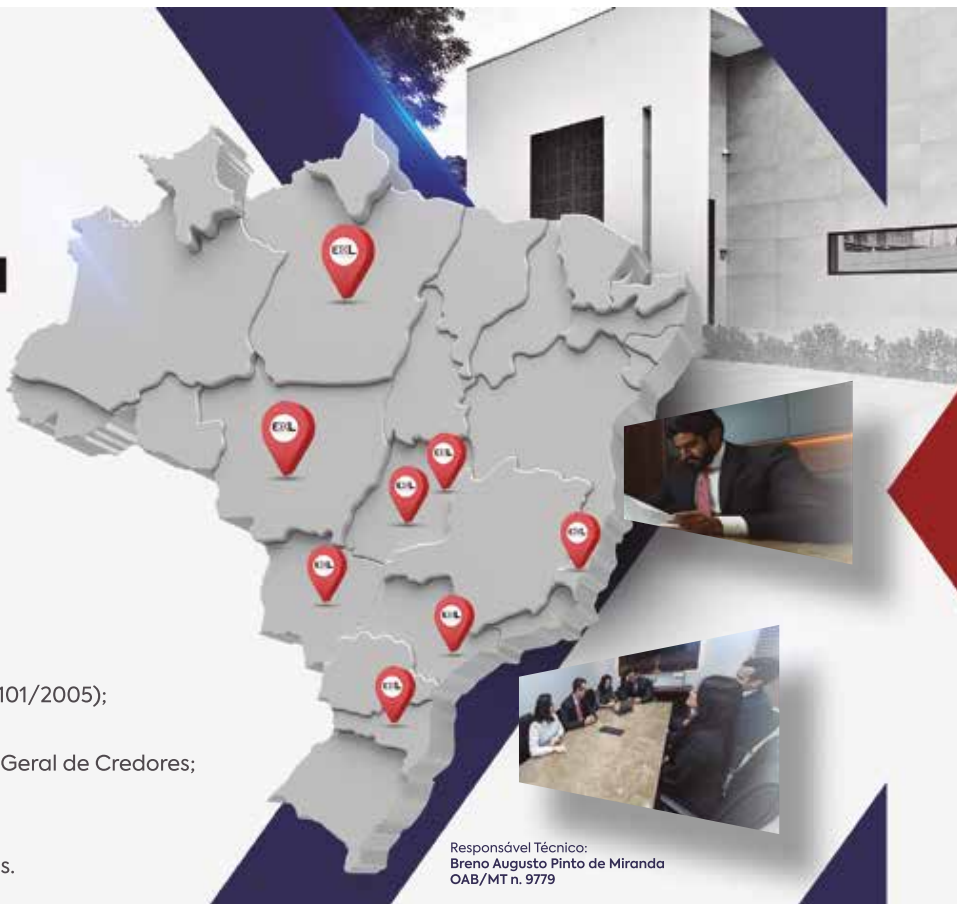 101/2005);
Geral de Credores;
s.
Responsável Técnico:
Breno Augusto Pinto de Miranda
OAB/MT n. 9779